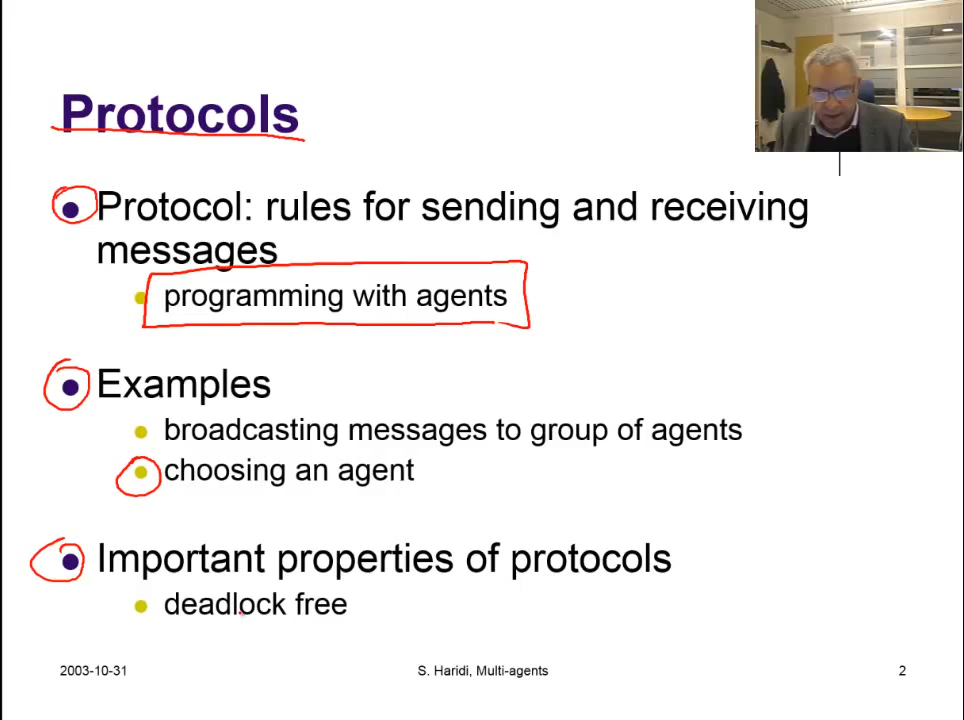 Protocols
Protocol: rules for sending and receiving
messages
programming with agents
Examples
broadcasting messages to group of agents
choosing an agent
Important properties of protocols
deadlock free
2003-10-31
S. Haridi, Multi-agents
2